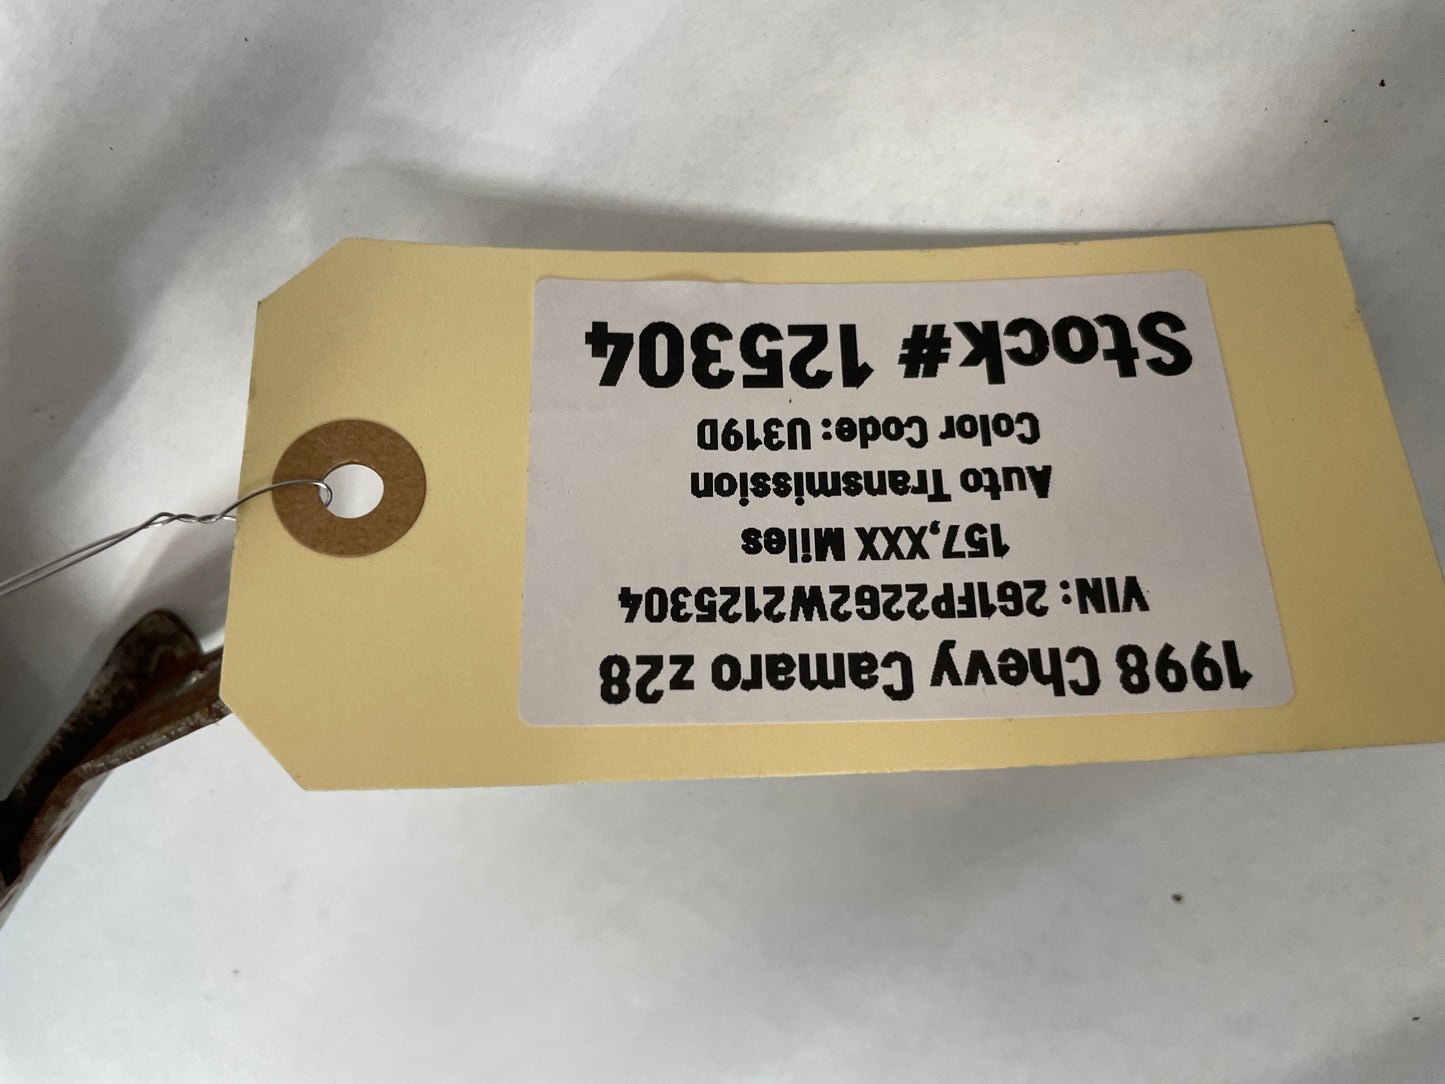 1998 Chevy Camaro z28
VIN: 2G1FP22G2W2125304
157,XXX Miles
Auto Transmission
Color Code: U319D
Stock# 125304